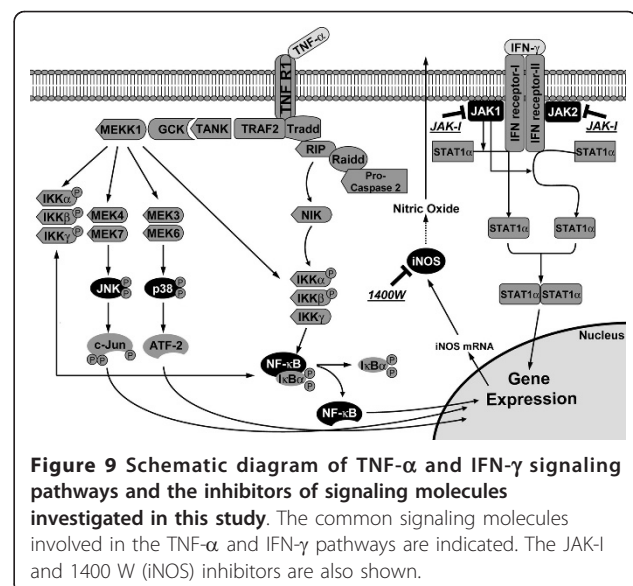 TNF-α
IFN-γ
TNF R1
IFN receptor-I
IFN receptor-II
JAK1
JAK2
JAK-I
JAK-I
MEKK1
GCK
TANK
TRAF2
Tradd
RIP
Raidd
Pro-
Caspase 2
STAT1α
STAT1α
IKKα P
IKKβ P
IKKγ P
MEK4
MEK7
MEK3
MEK6
NIK
Nitric Oxide
STAT1α
STAT1α
iNOS
1400W
JNK P P
p38 P P
IKKα P
IKKβ P
IKKγ
STAT1α STAT1α
Nucleus
iNOS mRNA
c-Jun P P
ATF-2
P
NF-κB
IκBα P P
IκBα P P
NF-κB
Gene
Expression
Figure 9 Schematic diagram of TNF-α and IFN-γ signaling
pathways and the inhibitors of signaling molecules
investigated in this study. The common signaling molecules
involved in the TNF-α and IFN-γ pathways are indicated. The JAK-I
and 1400 W (iNOS) inhibitors are also shown.